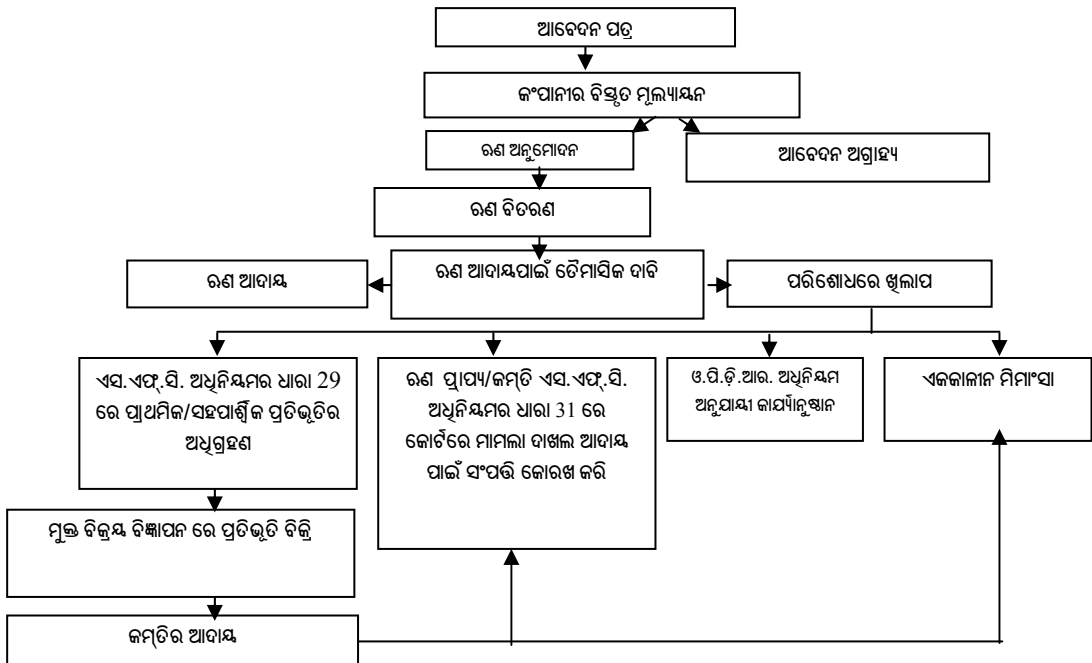 ଆବେଦନ ପତ୍ର
କଂପାନୀର ବିସ୍ତୃତ ମୂଲ୍ୟାୟନ
ଋଣ ଅନୁମୋଦନ
ଆବେଦନ ଅଗ୍ରାହ୍ୟ
ଋଣ ବିତରଣ
ଋଣ ଆଦାୟ
ଋଣ ଆଦାୟପାଇଁ ତ୍ରୈମାସିକ ଦାବି
ପରିଶୋଧରେ ଖିଲାପ
ଏସ.ଏଫ୍.ସି. ଅଧିନିୟମର ଧାରା 29
ରେ ପ୍ରାଥମିକ/ସହପାର୍ଶ୍ଵିକ ପ୍ରତିଭୂତିର
ଅଧିଗ୍ରହଣ
ଋଣ ପ୍ରାପ୍ୟ/କମ୍‌ତି ଏସ.ଏଫ୍.ସି.
ଅଧିନିୟମର ଧାରା 31 ରେ
କୋର୍ଟରେ ମାମଲା ଦାଖଲ ଆଦାୟ
ପାଇଁ ସଂପତ୍ତି କୋରଖ କରି
ଓ.ପି.ଡ଼ି.ଆର. ଅଧିନିୟମ
ଅନୁଯାୟୀ କାର୍ଯ୍ୟାନୁଷ୍ଠାନ
ଏକକାଳୀନ ମିମାଂସା
ମୁକ୍ତ ବିକ୍ରୟ ବିଜ୍ଞାପନ ରେ ପ୍ରତିଭୂତି ବିକ୍ରି
କମ୍‌ତିର ଆଦାୟ